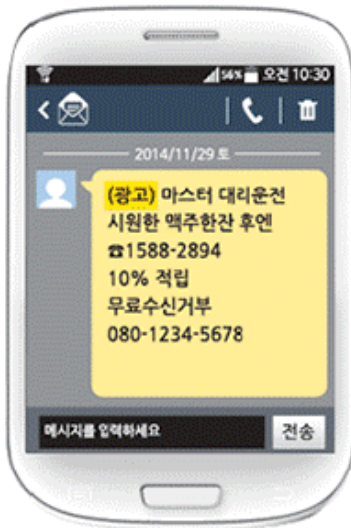 56% 오전 10:30
2014/11/29 토
(광고) 마스터 대리운전
시원한 맥주한잔 후엔
☎1588-2894
10% 적립
무료수신거부
080-1234-5678
메시지를 입력하세요 전송